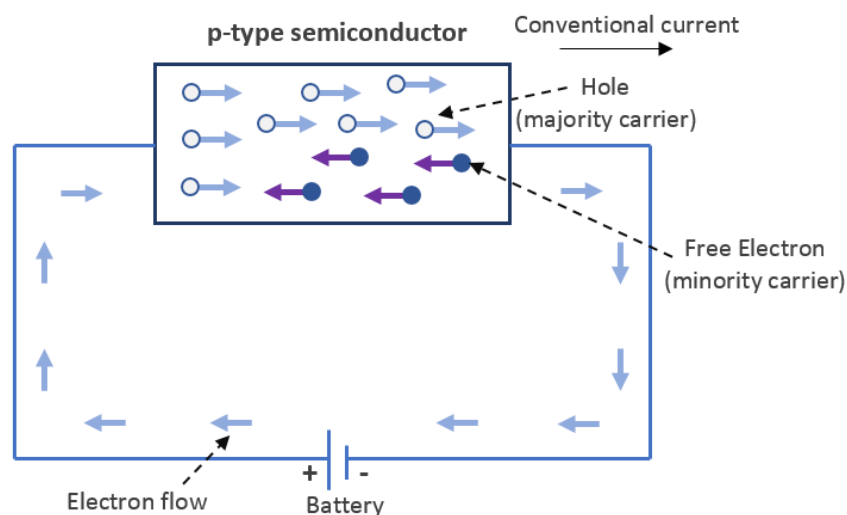 p-type semiconductor
Conventional current
Hole
(majority carrier)
Free Electron
(minority carrier)
+ -
Electron flow
Battery